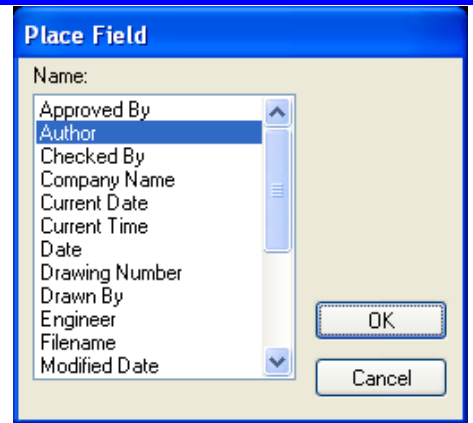 Place Field
Name:
Approved By
Author
Checked By
Company Name
Current Date
Current Time
Date
Drawing Number
Drawn By
Engineer
Filename
Modified Date
OK
Cancel